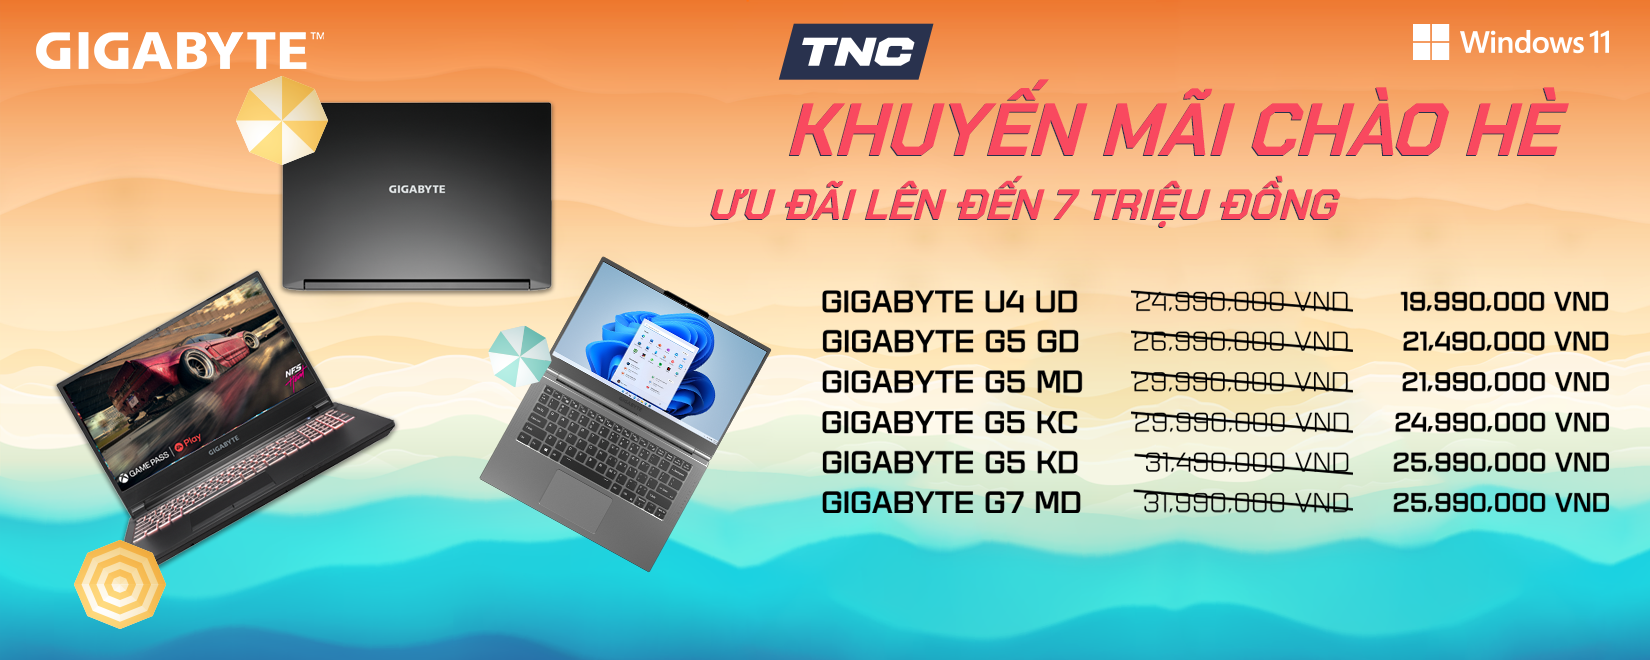 GIGABYTE™
TNC
Windows 11
KHUYẾN MÃI CHÀO HÈ
ƯU ĐÃI LÊN ĐẾN 7 TRIỆU ĐỒNG
GIGABYTE
GIGABYTE U4 UD 24,990,000 VND 19,990,000 VND
GIGABYTE G5 GD 26,990,000 VND 21,490,000 VND
GIGABYTE G5 MD 29,990,000 VND 21,990,000 VND
GIGABYTE G5 KC 29,990,000 VND 24,990,000 VND
GIGABYTE G5 KD 31,490,000 VND 25,990,000 VND
GIGABYTE G7 MD 31,990,000 VND 25,990,000 VND
NFS
GAME PASS | EA Play
GIGABYTE